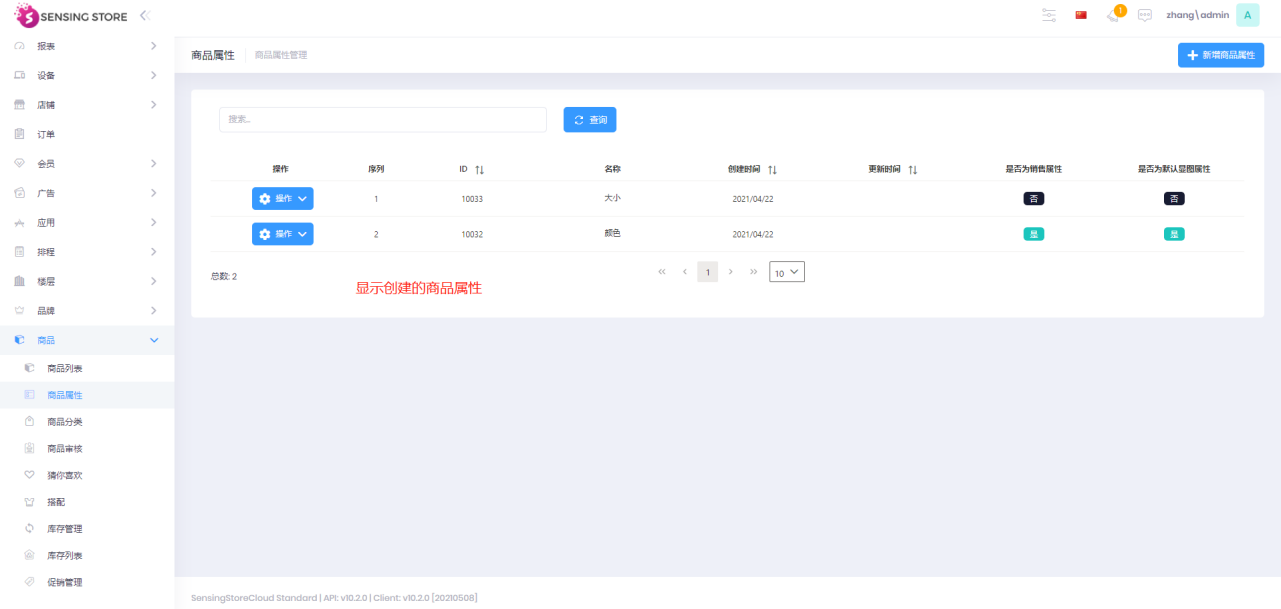 SENSING STORE
1
zhang\admin
A
报表
设备
店铺
订单
会员
广告
应用
排程
楼层
品牌
商品
商品列表
商品属性
商品分类
商品审核
猜你喜欢
搭配
库存管理
库存列表
促销管理
商品属性 商品属性管理
新增商品属性
搜索...
查询
操作 序列 ID 名称 创建时间 更新时间 是否为销售属性 是否为默认显图属性
操作 1 10033 大小 2021/04/22 否 否
操作 2 10032 颜色 2021/04/22 是 是
总数: 2
« ‹ 1 › » 10
显示创建的商品属性
SensingStoreCloud Standard | API: v10.2.0 | Client: v10.2.0 [20210508]